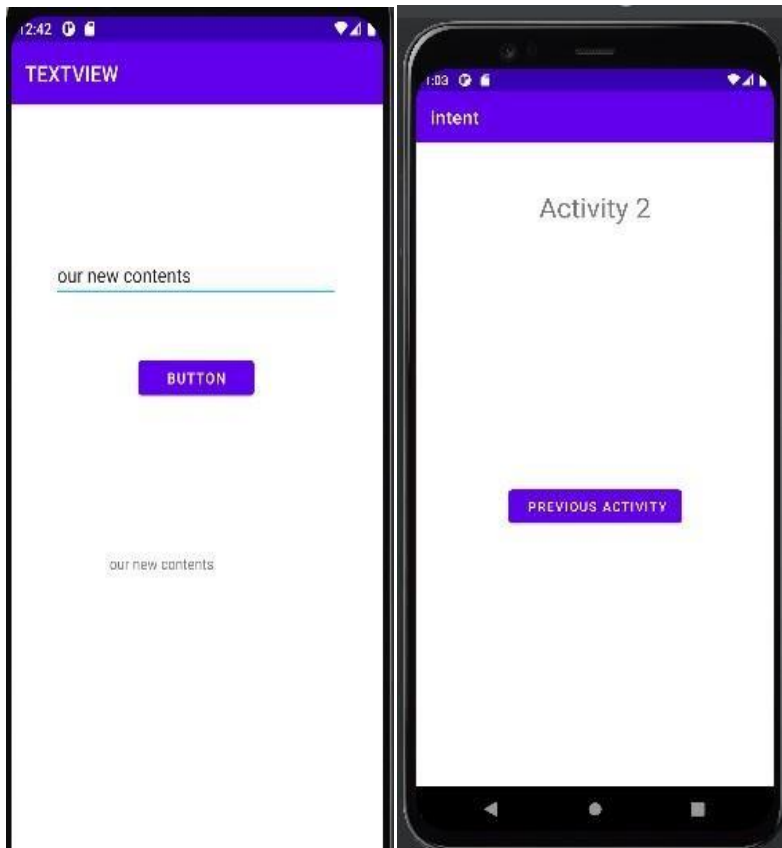 12:42
TEXTVIEW
our new contents
BUTTON
our new contents
1:03
intent
Activity 2
PREVIOUS ACTIVITY